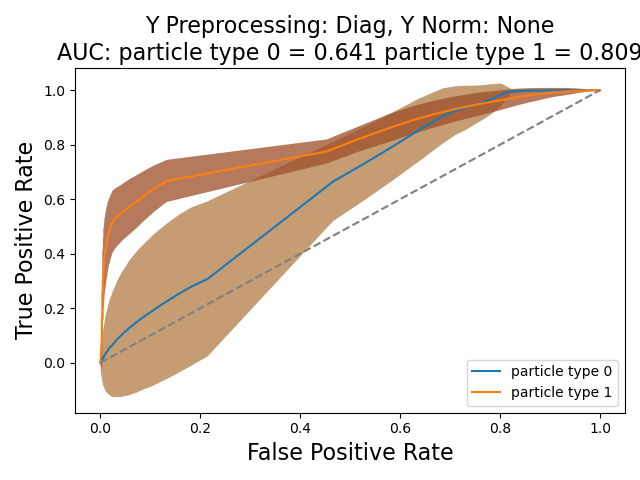 Y Preprocessing: Diag, Y Norm: None
AUC: particle type 0 = 0.641 particle type 1 = 0.809
True Positive Rate
1.0
0.8
0.6
0.4
0.2
0.0
particle type 0
particle type 1
0.0 0.2 0.4 0.6 0.8 1.0
False Positive Rate